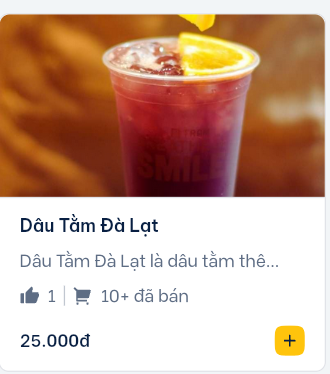 SMILE
Dâu Tằm Đà Lạt
Dâu Tằm Đà Lạt là dâu tằm thê...
1 10+ đã bán
25.000đ